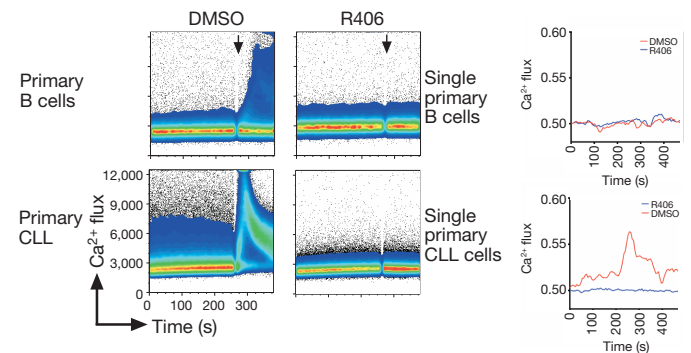 DMSO
R406
Primary
B cells
Single
primary
B cells
Ca2+ flux
0.60
0.55
0.50
DMSO
R406
0
100
200
300
400
Time (s)
Primary
CLL
Ca2+ flux
12,000
9,000
6,000
3,000
0
0
100
200
300
Time (s)
Single
primary
CLL cells
Ca2+ flux
0.60
0.55
0.50
R406
DMSO
0
100
200
300
400
Time (s)